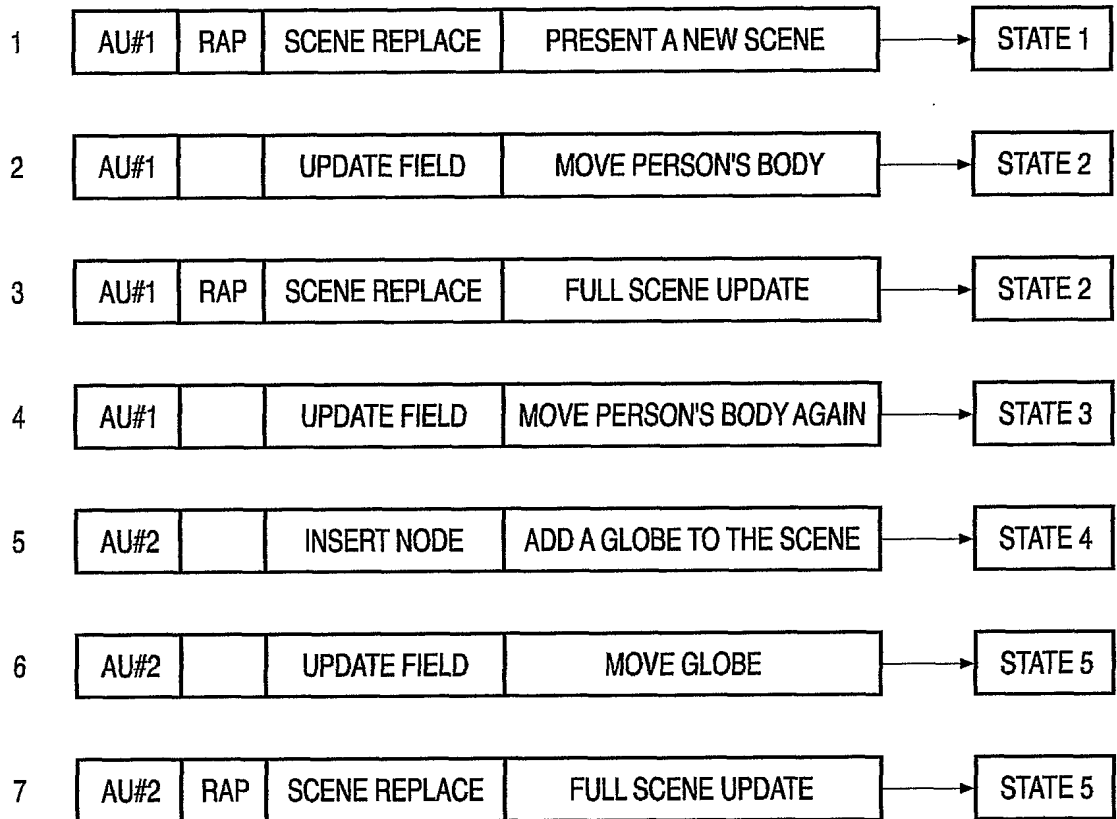 1 AU#1 RAP SCENE REPLACE PRESENT A NEW SCENE STATE 1
2 AU#1 UPDATE FIELD MOVE PERSON'S BODY STATE 2
3 AU#1 RAP SCENE REPLACE FULL SCENE UPDATE STATE 2
4 AU#1 UPDATE FIELD MOVE PERSON'S BODY AGAIN STATE 3
5 AU#2 INSERT NODE ADD A GLOBE TO THE SCENE STATE 4
6 AU#2 UPDATE FIELD MOVE GLOBE STATE 5
7 AU#2 RAP SCENE REPLACE FULL SCENE UPDATE STATE 5